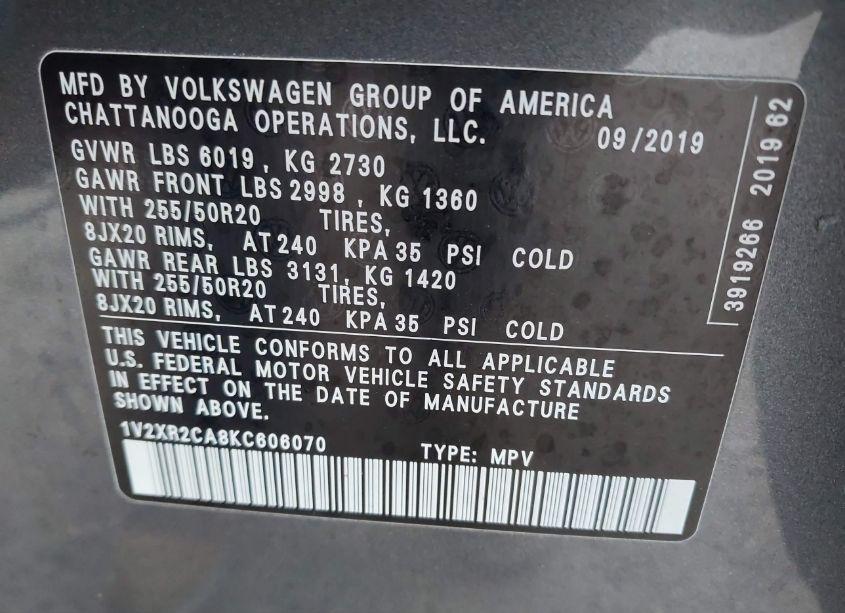 MFD BY VOLKSWAGEN GROUP OF AMERICA
CHATTANOOGA OPERATIONS, LLC. 09/2019
GVWR LBS 6019, KG 2730
GAWR FRONT LBS 2998, KG 1360
WITH 255/50R20 TIRES,
8JX20 RIMS, AT 240 KPA 35 PSI COLD
GAWR REAR LBS 3131, KG 1420
WITH 255/50R20 TIRES,
8JX20 RIMS, AT 240 KPA 35 PSI COLD
THIS VEHICLE CONFORMS TO ALL APPLICABLE
U.S. FEDERAL MOTOR VEHICLE SAFETY STANDARDS
IN EFFECT ON THE DATE OF MANUFACTURE
SHOWN ABOVE.
1V2XR2CA8KC606070 TYPE: MPV
3919266 2019 62